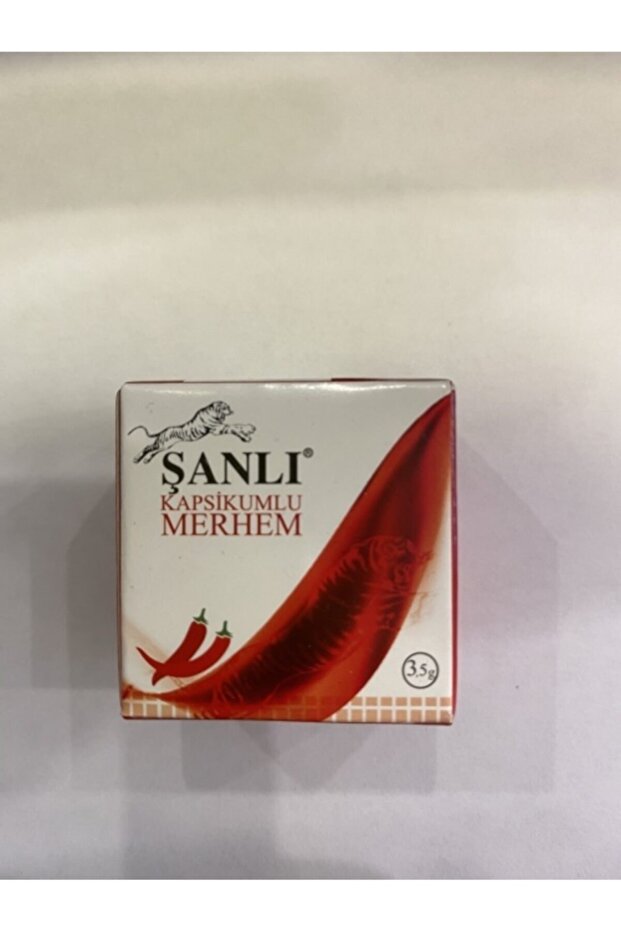 ŞANLI®
KAPSİKUMLU
MERHEM
3,5g